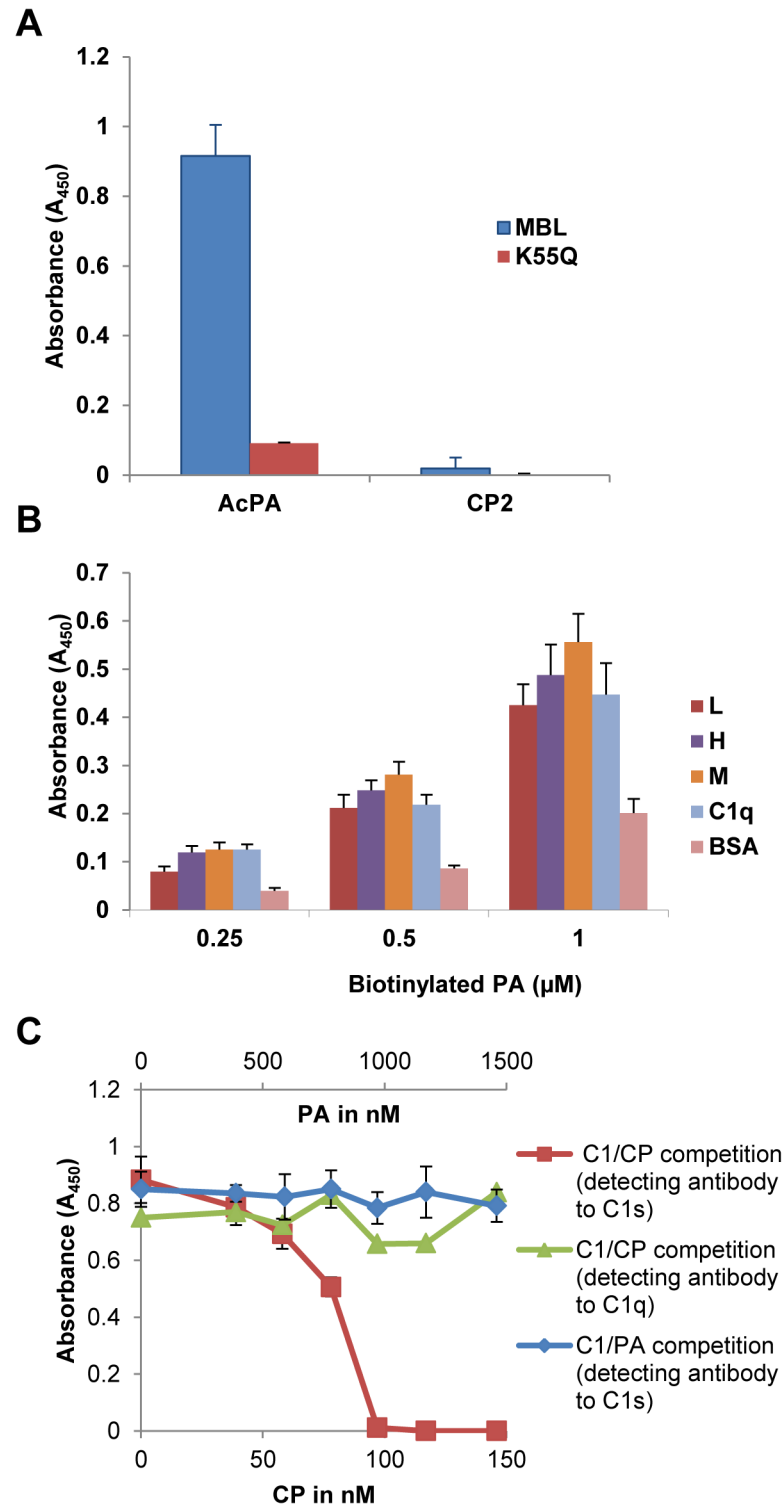 A
1.2
1
0.8
0.6
0.4
0.2
0
Absorbance (A450)
MBL
K55Q
AcPA CP2
B
0.7
0.6
0.5
0.4
0.3
0.2
0.1
0
Absorbance (A450)
L
H
M
C1q
BSA
0.25 0.5 1
Biotinylated PA (µM)
C
0 500 1000 1500
PA in nM
1.2
1
0.8
0.6
0.4
0.2
0
Absorbance (A450)
C1/CP competition
(detecting antibody
to C1s)
C1/CP competition
(detecting antibody
to C1q)
C1/PA competition
(detecting antibody
to C1s)
0 50 100 150
CP in nM